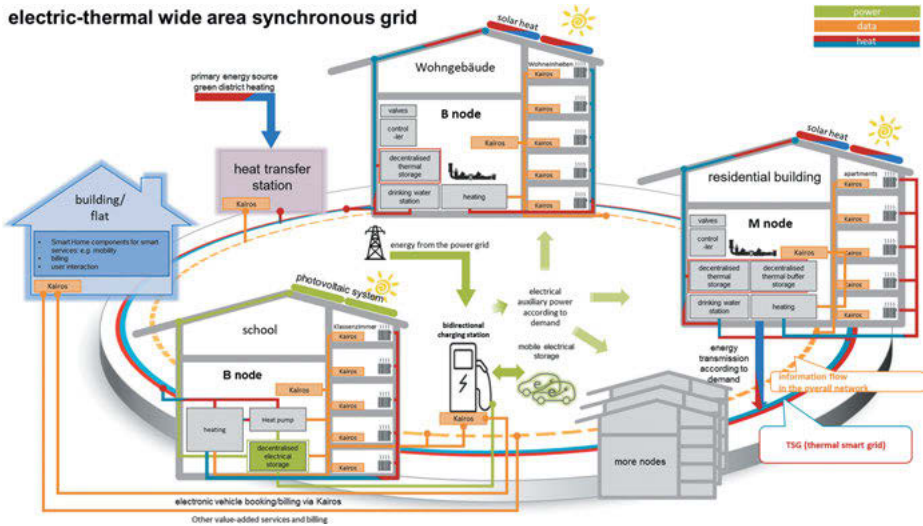 electric-thermal wide area synchronous grid
power
data
heat
solar heat
Wohngebäude
Wohneinheiten
Kairos
B node
valves
control
-ler
Kairos
Kairos
Kairos
decentralised
thermal
storage
Kairos
drinking water
station
heating
Kairos
primary energy source
green district heating
heat transfer
station
Kairos
building/
flat
• Smart Home components for smart
services: e.g. mobility
• billing
• user interaction
Kairos
solar heat
residential building
apartments
Kairos
M node
valves
control
-ler
Kairos
Kairos
Kairos
decentralised
thermal
storage
decentralised
thermal buffer
storage
Kairos
drinking water
station
heating
Kairos
energy from the power grid
photovoltaic system
school
Klassenzimmer
Kairos
B node
Kairos
Kairos
Kairos
heating
Heat pump
Kairos
decentralised
electrical
storage
Kairos
bidirectional
charging station
Kairos
electrical
auxiliary power
according to
demand
mobile electrical
storage
e-
e-
energy
transmission
according to
demand
information flow
in the overall network
TSG (thermal smart grid)
more nodes
electronic vehicle booking/billing via Kairos
Other value-added services and billing